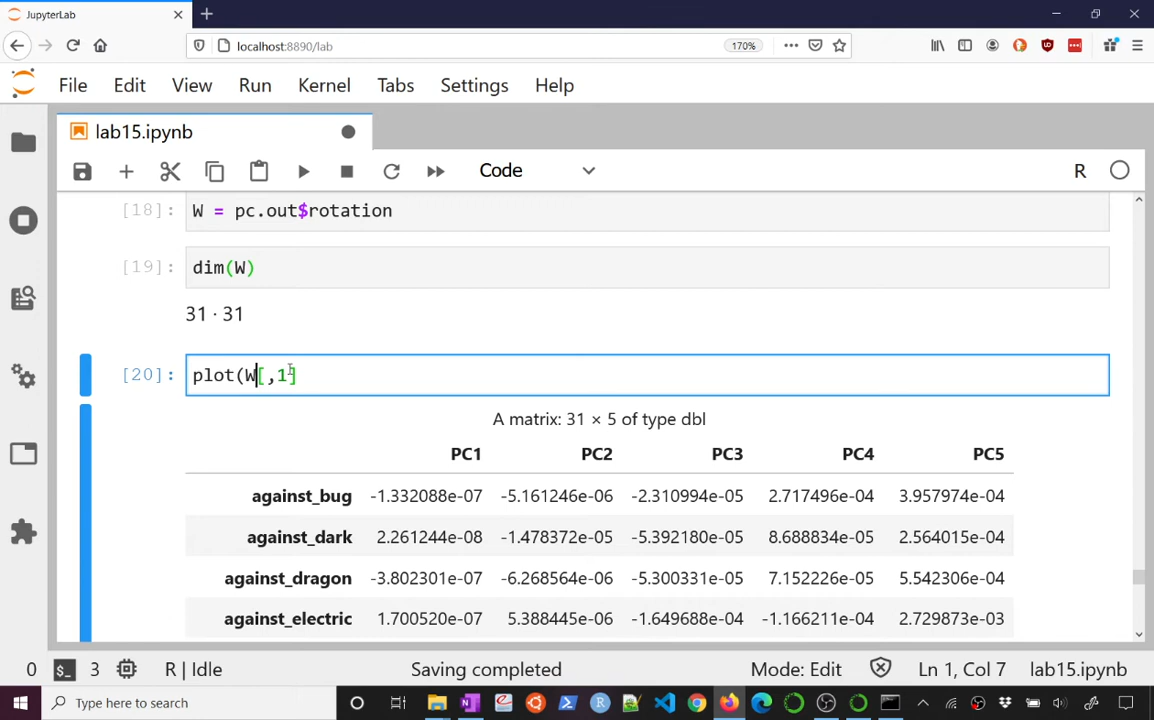 JupyterLab
localhost:8890/lab
170%
File Edit View Run Kernel Tabs Settings Help
lab15.ipynb
Code
R
[18]:
W = pc.out$rotation
[19]:
dim(W)
31 · 31
[20]:
plot(W[,1]
A matrix: 31 × 5 of type dbl
PC1 PC2 PC3 PC4 PC5
against_bug -1.332088e-07 -5.161246e-06 -2.310994e-05 2.717496e-04 3.957974e-04
against_dark 2.261244e-08 -1.478372e-05 -5.392180e-05 8.688834e-05 2.564015e-04
against_dragon -3.802301e-07 -6.268564e-06 -5.300331e-05 7.152226e-05 5.542306e-04
against_electric 1.700520e-07 5.388445e-06 -1.649688e-04 -1.166211e-04 2.729873e-03
0 $_ 3 R | Idle Saving completed Mode: Edit Ln 1, Col 7 lab15.ipynb
Type here to search